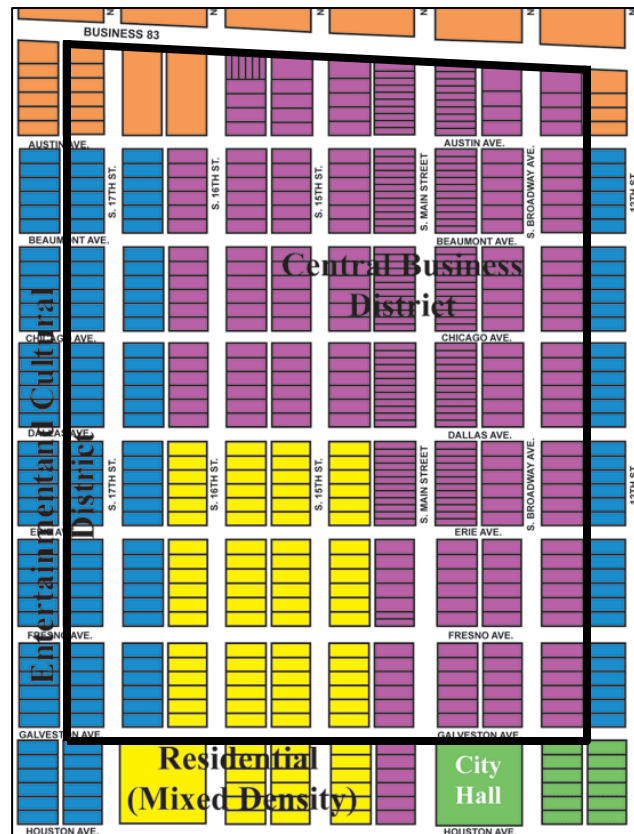 N
N
N
N
N
N
BUSINESS 83
AUSTIN AVE.
AUSTIN AVE.
S. 17TH ST.
S. 16TH ST.
S. 15TH ST.
S. MAIN STREET
S. BROADWAY AVE.
12TH ST.
BEAUMONT AVE.
BEAUMONT AVE.
Central Business
District
CHICAGO AVE.
CHICAGO AVE.
Entertainmentand Cultural
District
DALLAS AVE.
DALLAS AVE.
S. 17TH ST.
S. 16TH ST.
S. 15TH ST.
S. MAIN STREET
S. BROADWAY AVE.
12TH ST.
ERIE AVE.
ERIE AVE.
FRESNO AVE.
FRESNO AVE.
GALVESTON AVE.
GALVESTON AVE
Residential
(Mixed Density)
City
Hall
HOUSTON AVE.
HOUSTON AVE.